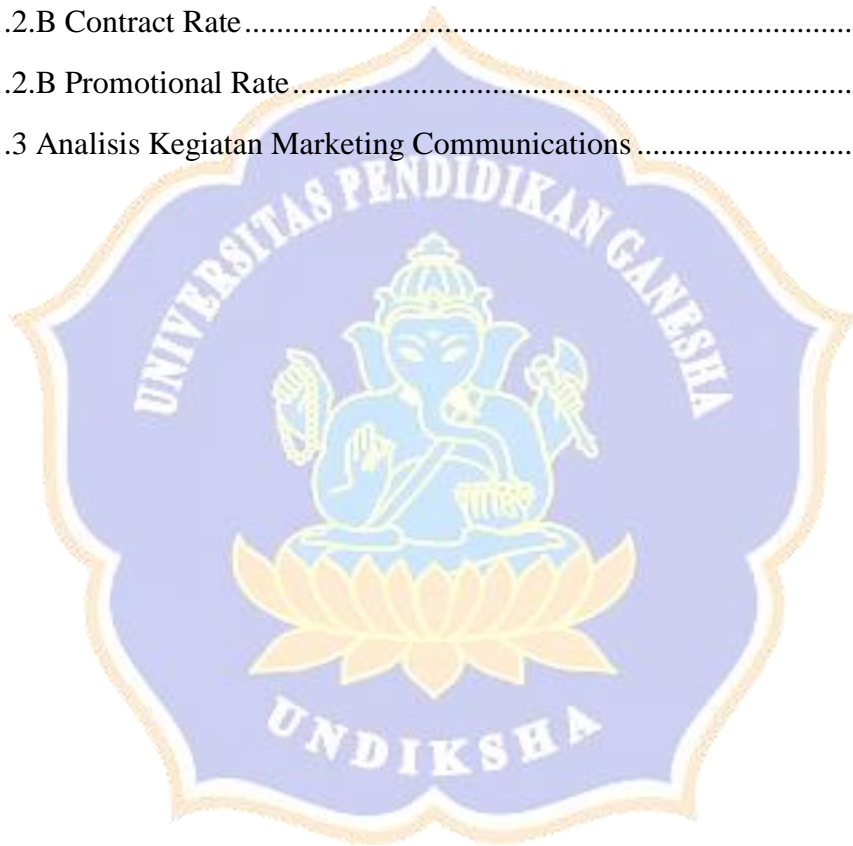 .2.B Contract Rate................................................................................
.2.B Promotional Rate..........................................................................
.3 Analisis Kegiatan Marketing Communications ...........................
UNIVERSITAS PENDIDIKAN GANESHA
UNDIKSHA